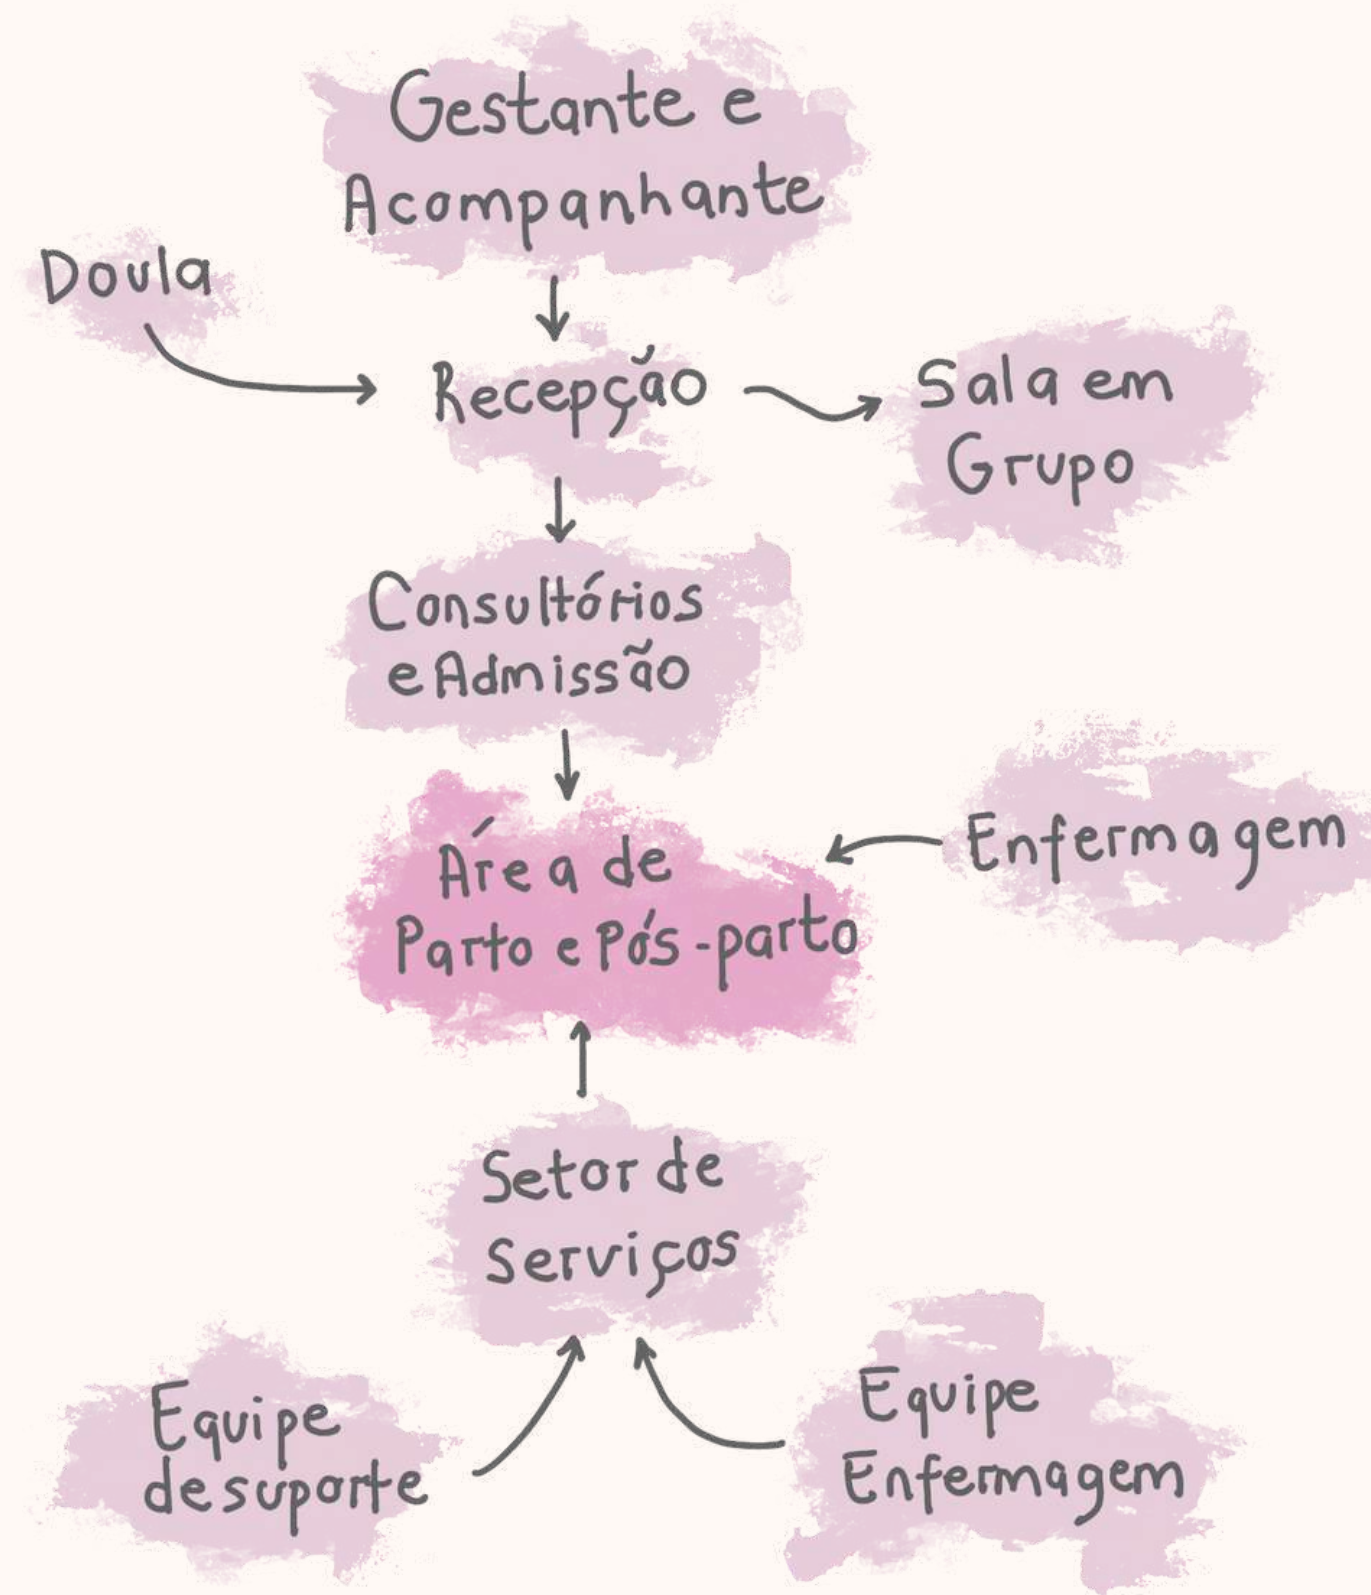 Gestante e
Acompanhante
Doula
Recepção
Sala em
Grupo
Consultórios
e Admissão
Área de
Parto e Pós-parto
Enfermagem
Setor de
Serviços
Equipe
de suporte
Equipe
Enfermagem